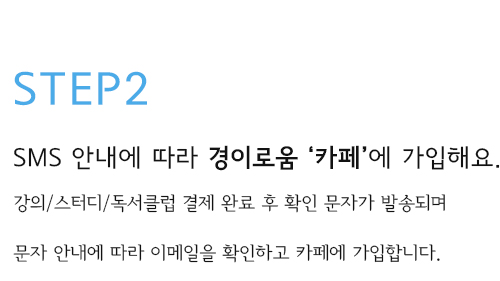 STEP2
SMS 안내에 따라 경이로움 ‘카페’에 가입해요.
강의/스터디/독서클럽 결제 완료 후 확인 문자가 발송되며
문자 안내에 따라 이메일을 확인하고 카페에 가입합니다.